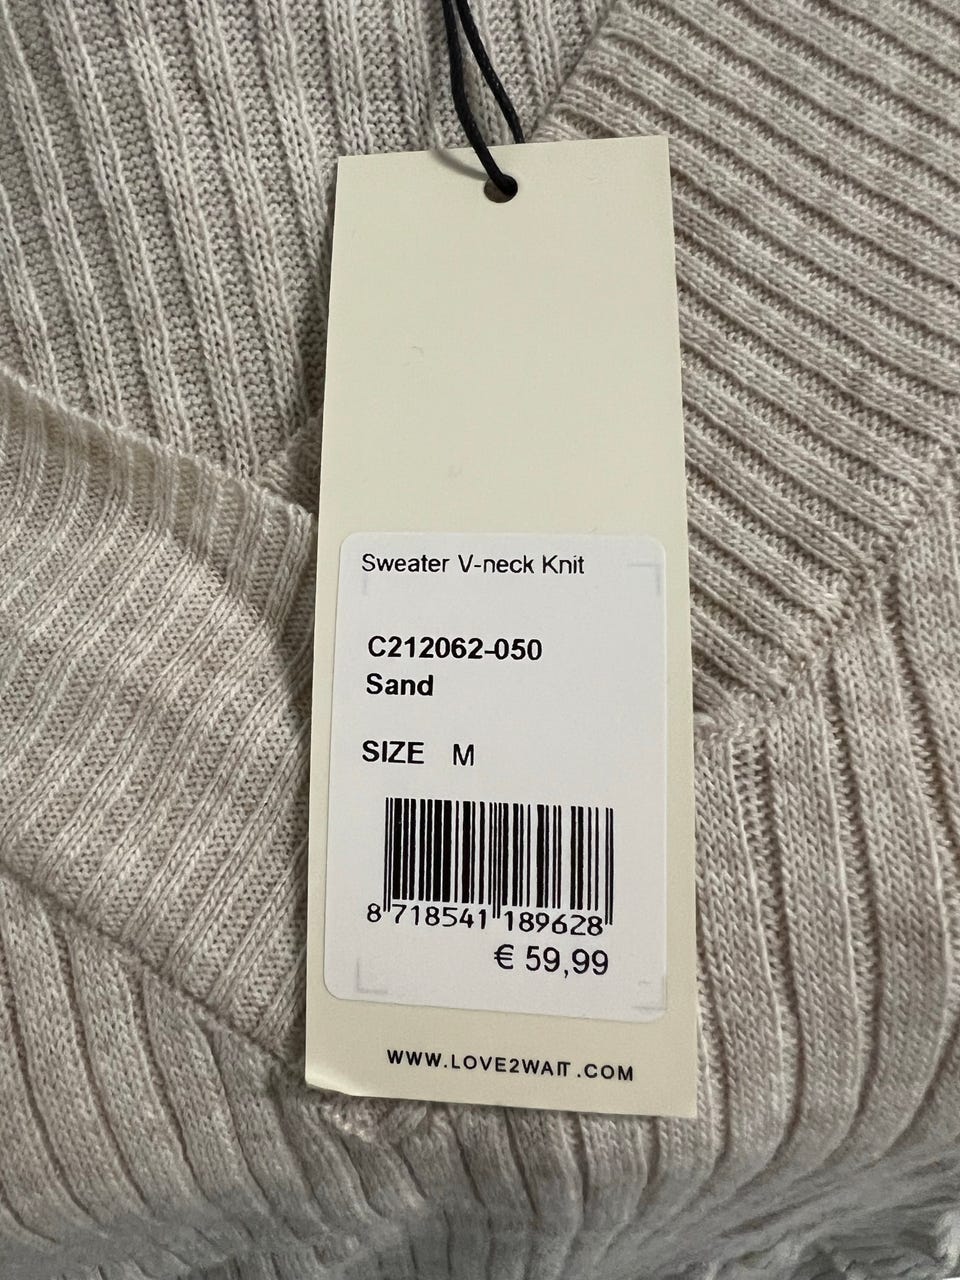 Sweater V-neck Knit
C212062-050
Sand
SIZE M
8 718541 189628
€ 59,99
WWW.LOVE2WAIT.COM